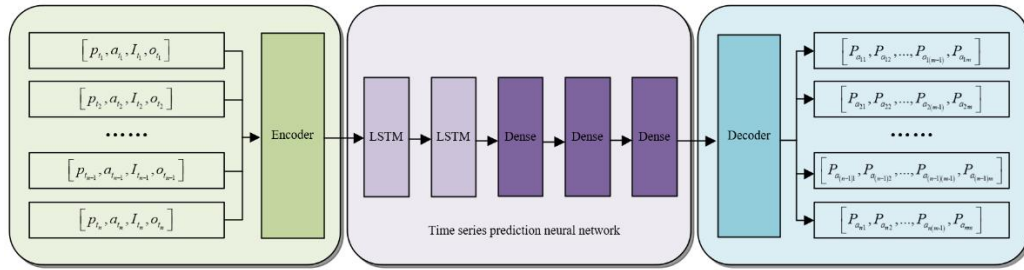 [p_{t_1}, a_{t_1}, I_{t_1}, o_{t_1}]
[p_{t_2}, a_{t_2}, I_{t_2}, o_{t_2}]
......
[p_{t_{n-1}}, a_{t_{n-1}}, I_{t_{n-1}}, o_{t_{n-1}}]
[p_{t_n}, a_{t_n}, I_{t_n}, o_{t_n}]
Encoder
LSTM
LSTM
Dense
Dense
Dense
Time series prediction neural network
Decoder
[P_{a_{11}}, P_{a_{12}}, ..., P_{a_{1(m-1)}}, P_{a_{1m}}]
[P_{a_{21}}, P_{a_{22}}, ..., P_{a_{2(m-1)}}, P_{a_{2m}}]
......
[P_{a_{(n-1)1}}, P_{a_{(n-1)2}}, ..., P_{a_{(n-1)(m-1)}}, P_{a_{(n-1)m}}]
[P_{a_{n1}}, P_{a_{n2}}, ..., P_{a_{n(m-1)}}, P_{a_{nm}}]